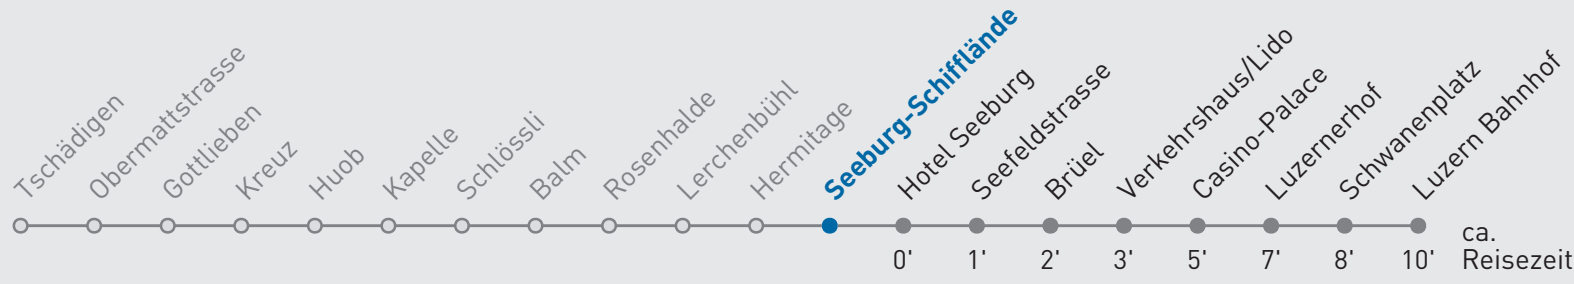 Tschädigen
Obermattstrasse
Gottlieben
Kreuz
Huob
Kapelle
Schlössli
Balm
Rosenhalde
Lerchenbühl
Hermitage
Seeburg-Schifflände
Hotel Seeburg
Seefeldstrasse
Brüel
Verkehrshaus/Lido
Casino-Palace
Luzernerhof
Schwanenplatz
Luzern Bahnhof
0' 1' 2' 3' 5' 7' 8' 10'
ca.
Reisezeit